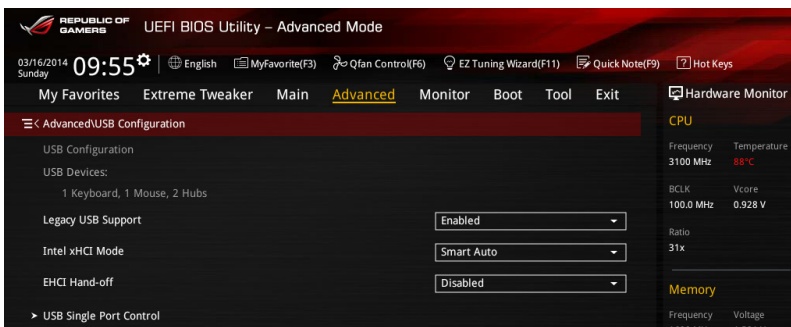 REPUBLIC OF GAMERS UEFI BIOS Utility – Advanced Mode
03/16/2014 Sunday 09:55 English MyFavorite(F3) Qfan Control(F6) EZ Tuning Wizard(F11) Quick Note(F9) ? Hot Keys
My Favorites Extreme Tweaker Main Advanced Monitor Boot Tool Exit
Hardware Monitor
Advanced\USB Configuration
USB Configuration
USB Devices:
1 Keyboard, 1 Mouse, 2 Hubs
Legacy USB Support Enabled
Intel xHCI Mode Smart Auto
EHCI Hand-off Disabled
USB Single Port Control
CPU
Frequency Temperature
3100 MHz 88°C
BCLK Vcore
100.0 MHz 0.928 V
Ratio
31x
Memory
Frequency Voltage